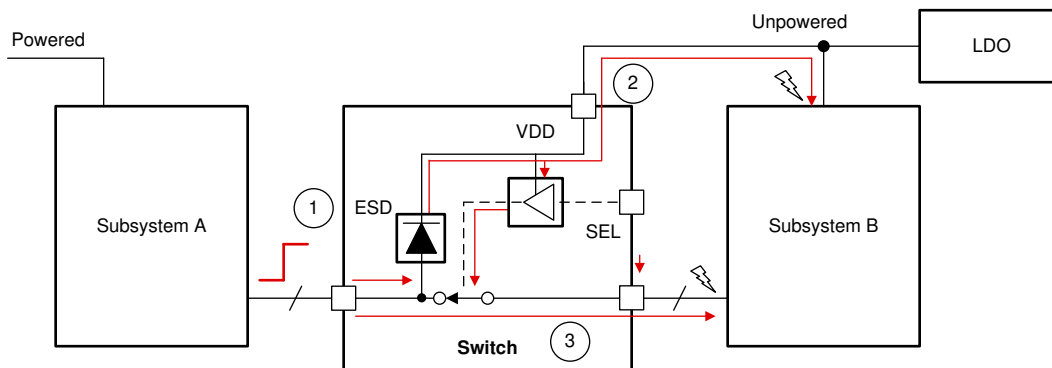 Powered
Unpowered
LDO
2
VDD
1
ESD
Subsystem A
SEL
Subsystem B
Switch
3